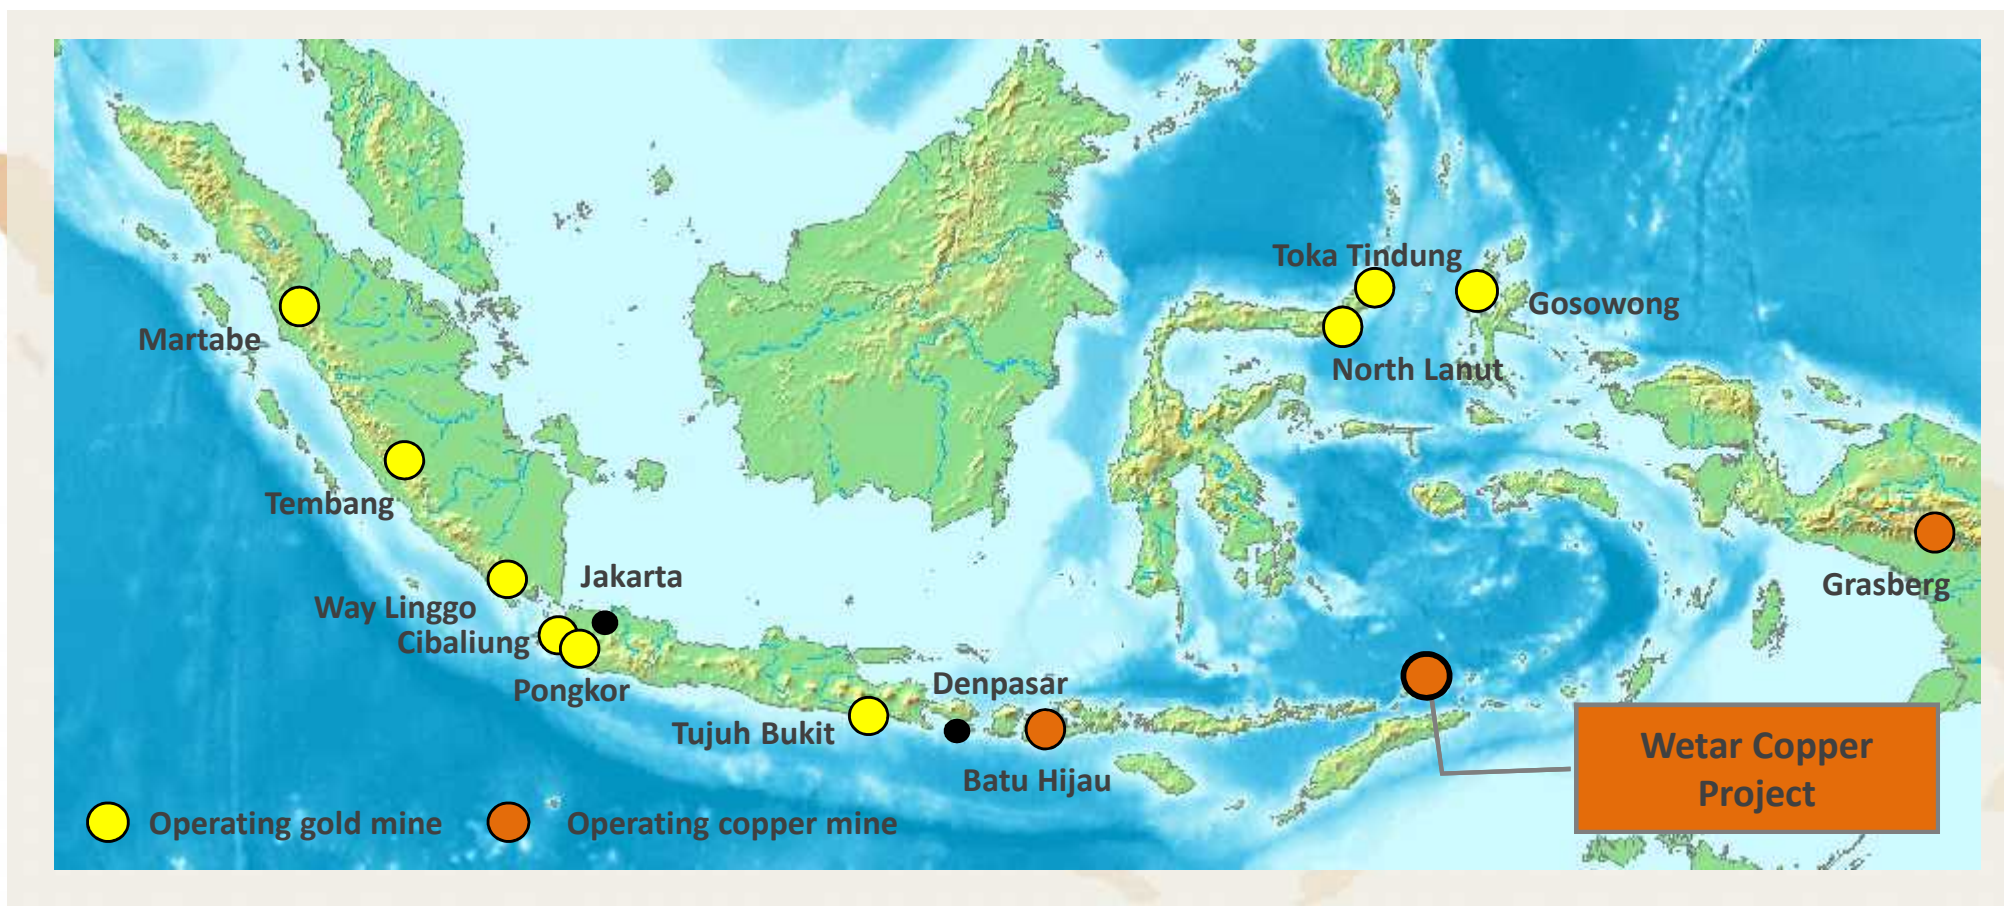 Toka Tindung
Gosowong
Martabe
North Lanut
Tembang
Jakarta
Grasberg
Way Linggo
Cibaliung
Pongkor
Denpasar
Tujuh Bukit
Batu Hijau
Wetar Copper
Project
Operating gold mine
Operating copper mine